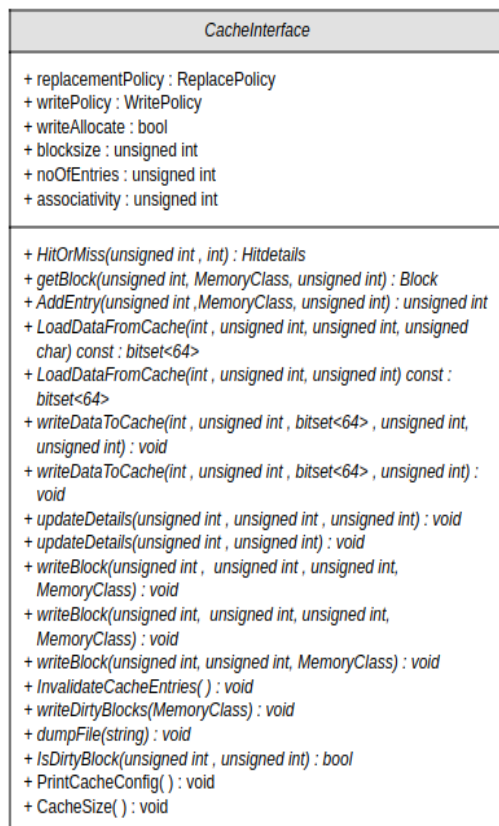 CacheInterface
+ replacementPolicy : ReplacePolicy
+ writePolicy : WritePolicy
+ writeAllocate : bool
+ blocksize : unsigned int
+ noOfEntries : unsigned int
+ associativity : unsigned int
+ HitOrMiss(unsigned int , int) : Hitdetails
+ getBlock(unsigned int, MemoryClass, unsigned int) : Block
+ AddEntry(unsigned int ,MemoryClass, unsigned int) : unsigned int
+ LoadDataFromCache(int , unsigned int, unsigned int, unsigned
char) const : bitset<64>
+ LoadDataFromCache(int , unsigned int, unsigned int) const :
bitset<64>
+ writeDataToCache(int , unsigned int , bitset<64> , unsigned int,
unsigned int) : void
+ writeDataToCache(int , unsigned int , bitset<64> , unsigned int) :
void
+ updateDetails(unsigned int , unsigned int , unsigned int) : void
+ updateDetails(unsigned int , unsigned int) : void
+ writeBlock(unsigned int , unsigned int , unsigned int,
MemoryClass) : void
+ writeBlock(unsigned int, unsigned int, unsigned int,
MemoryClass) : void
+ writeBlock(unsigned int, unsigned int, MemoryClass) : void
+ InvalidateCacheEntries( ) : void
+ writeDirtyBlocks(MemoryClass) : void
+ dumpFile(string) : void
+ IsDirtyBlock(unsigned int , unsigned int) : bool
+ PrintCacheConfig( ) : void
+ CacheSize( ) : void